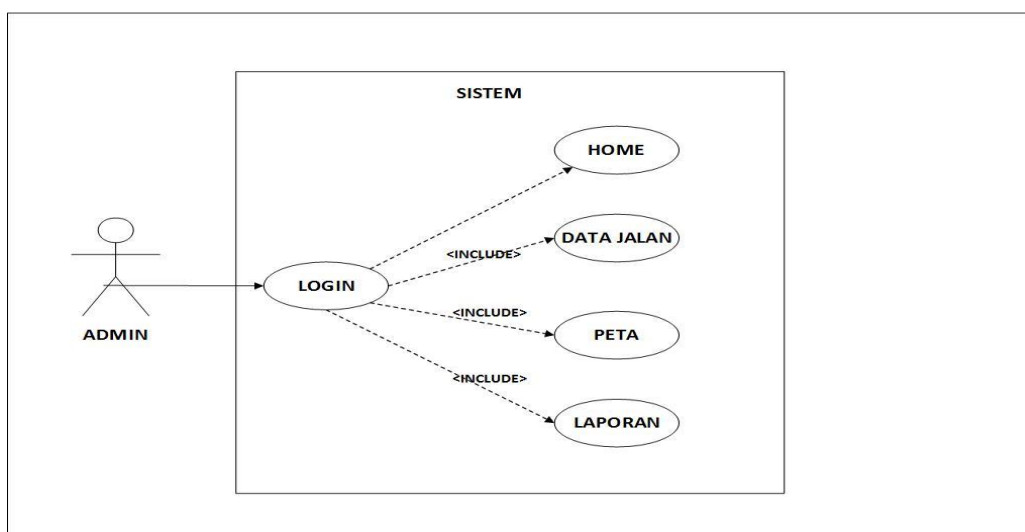 SISTEM
HOME
DATA JALAN
<INCLUDE>
LOGIN
<INCLUDE>
PETA
ADMIN
<INCLUDE>
LAPORAN